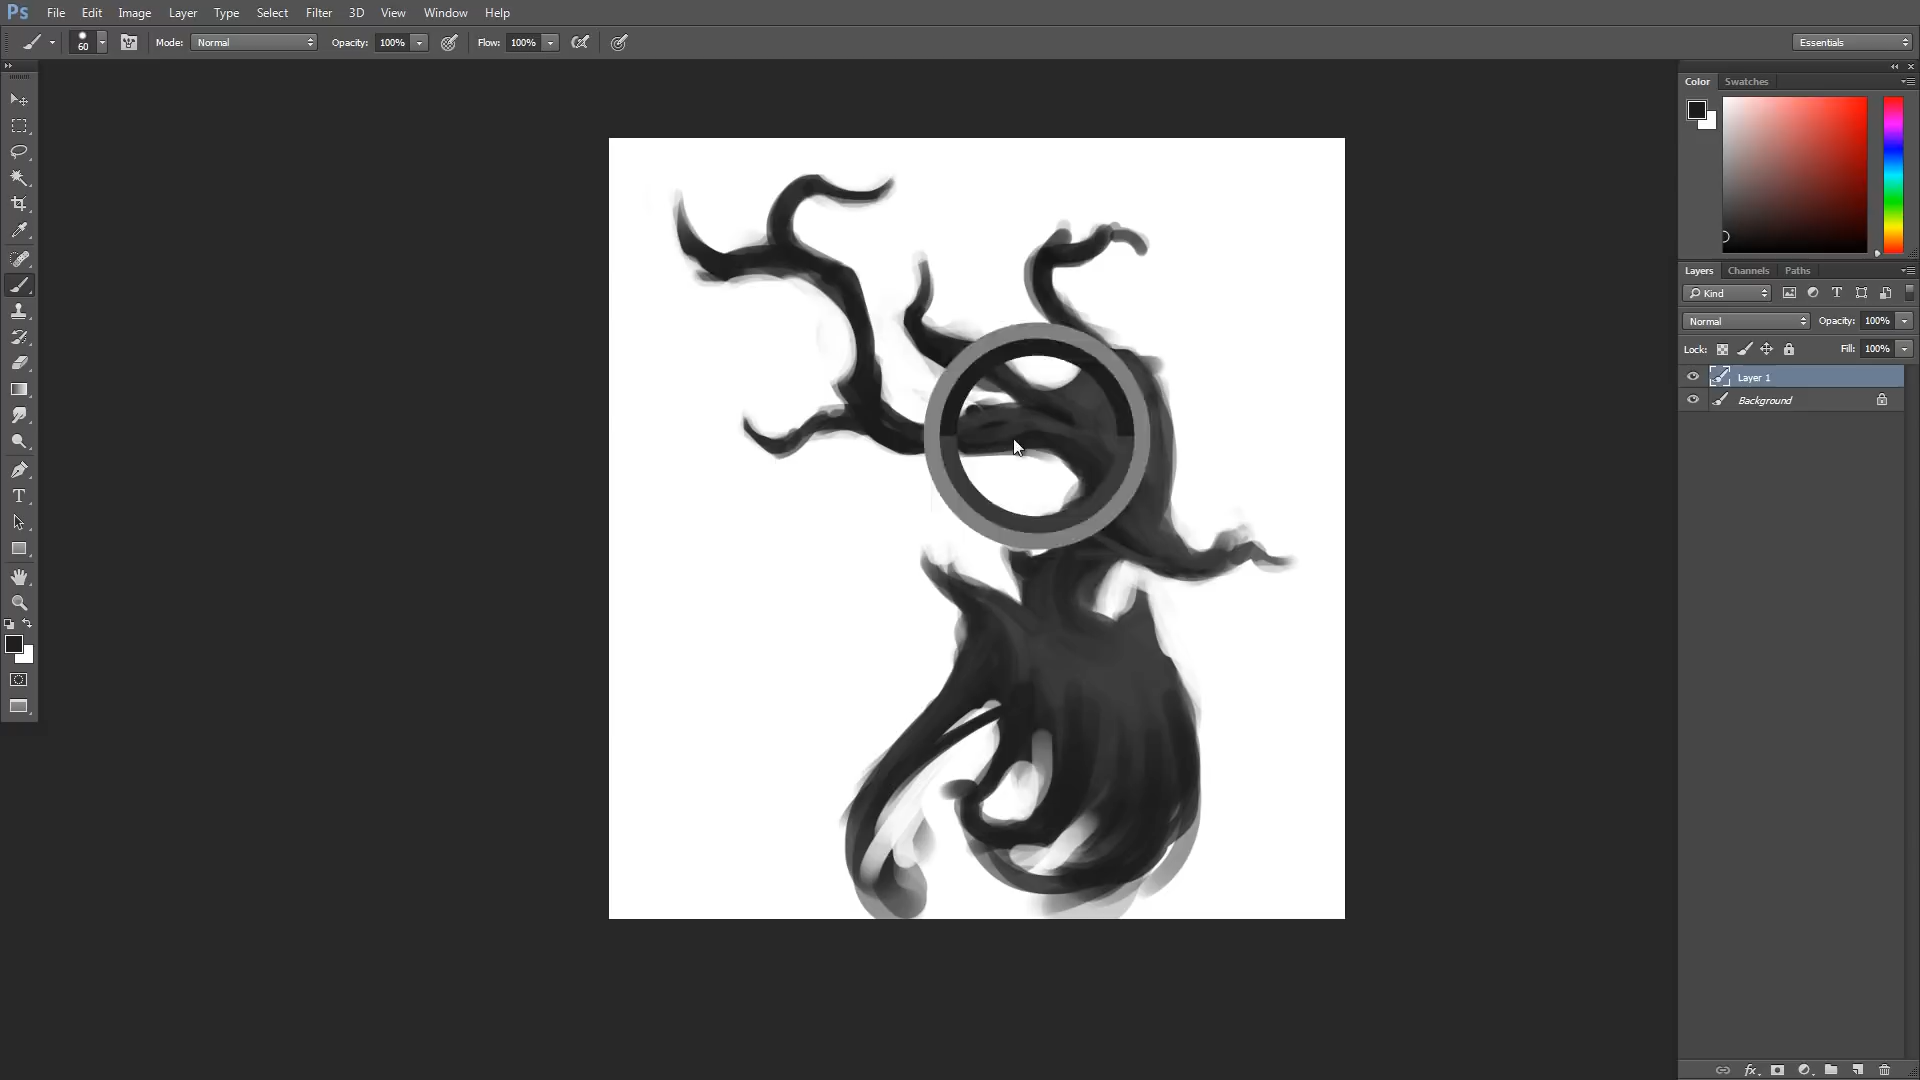 Ps File Edit Image Layer Type Select Filter 3D View Window Help
60 Mode: Normal Opacity: 100% Flow: 100% Essentials
Color Swatches
Layers Channels Paths
Kind T
Normal Opacity: 100%
Lock: Fill: 100%
Layer 1
Background
T
fx